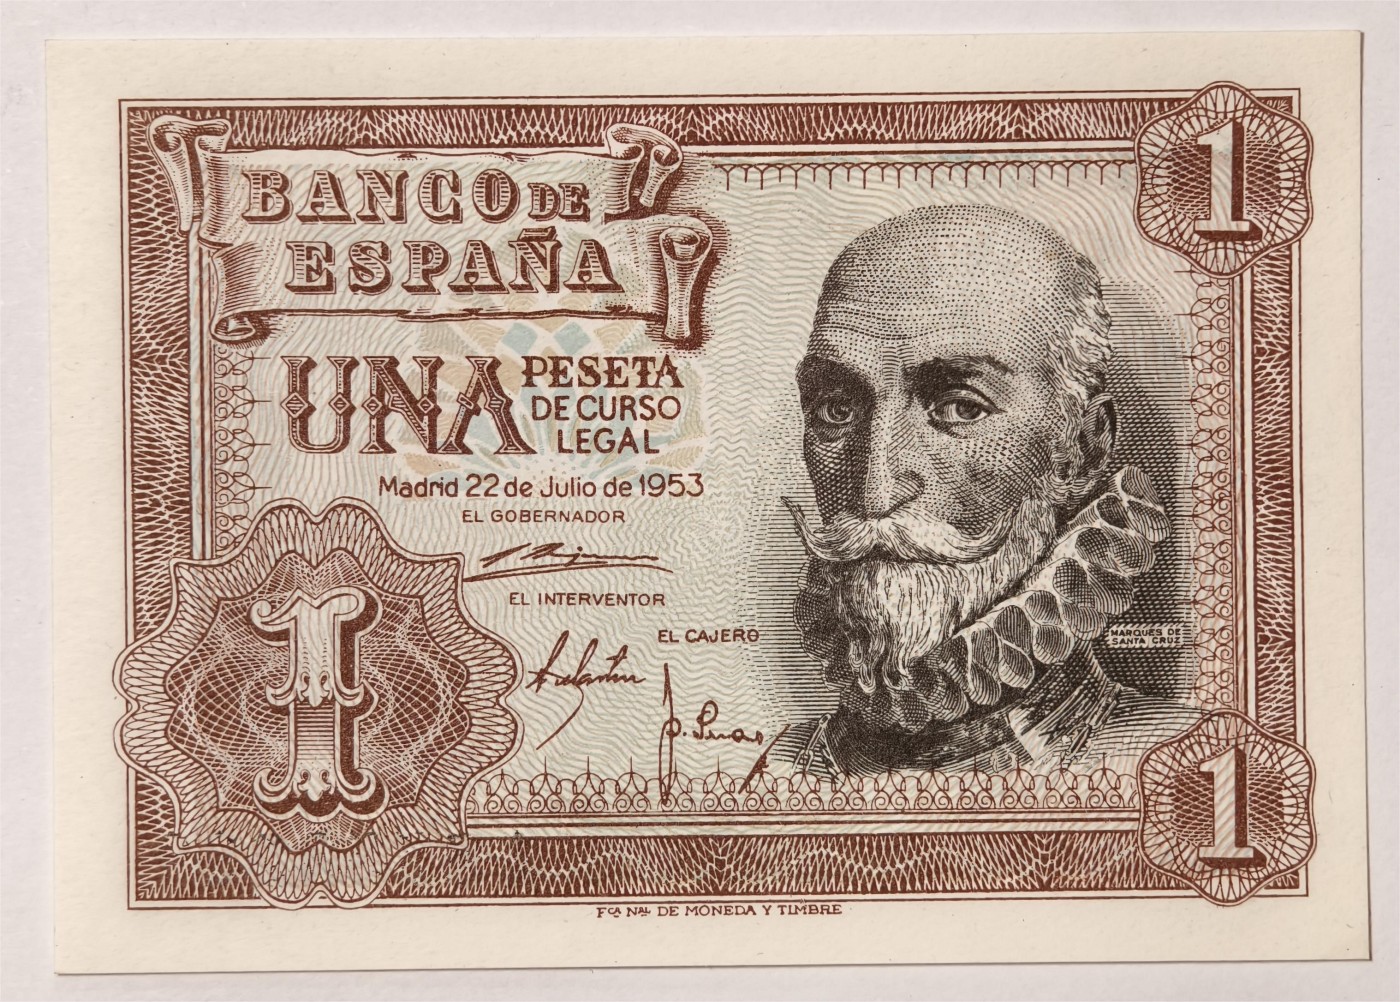 BANCO DE
ESPAÑA
1
UNA PESETA
DE CURSO
LEGAL
Madrid 22 de Julio de 1953
EL GOBERNADOR
EL INTERVENTOR
EL CAJERO
MARQUES DE
SANTA CRUZ
1
1
FCA NAL DE MONEDA Y TIMBRE